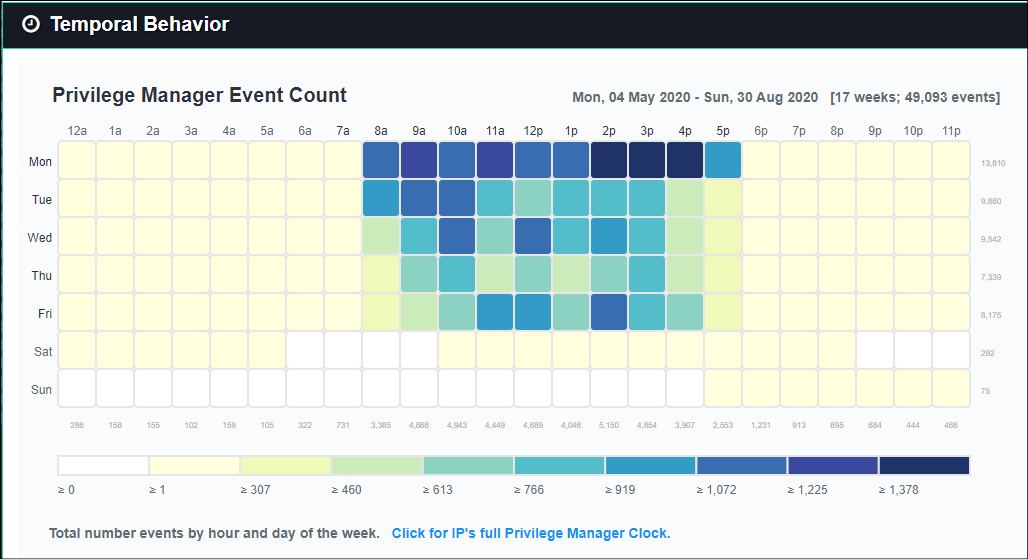 Temporal Behavior
Privilege Manager Event Count
Mon, 04 May 2020 - Sun, 30 Aug 2020 [17 weeks; 49,093 events]
12a 1a 2a 3a 4a 5a 6a 7a 8a 9a 10a 11a 12p 1p 2p 3p 4p 5p 6p 7p 8p 9p 10p 11p
Mon 13,810
Tue 9,860
Wed 9,542
Thu 7,339
Fri 8,175
Sat 292
Sun 75
286 158 155 102 159 105 322 731 3,385 4,666 4,943 4,449 4,689 4,046 5,150 4,854 3,907 2,553 1,231 913 695 684 444 466
≥ 0 ≥ 1 ≥ 307 ≥ 460 ≥ 613 ≥ 766 ≥ 919 ≥ 1,072 ≥ 1,225 ≥ 1,378
Total number events by hour and day of the week. Click for IP's full Privilege Manager Clock.